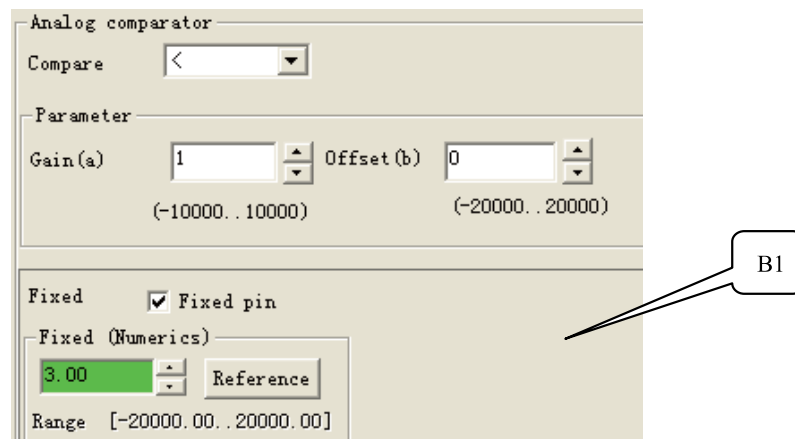 Analog comparator
Compare <
Parameter
Gain(a) 1 Offset(b) 0
(-10000..10000) (-20000..20000)
B1
Fixed Fixed pin
Fixed (Numerics)
3.00 Reference
Range [-20000.00..20000.00]